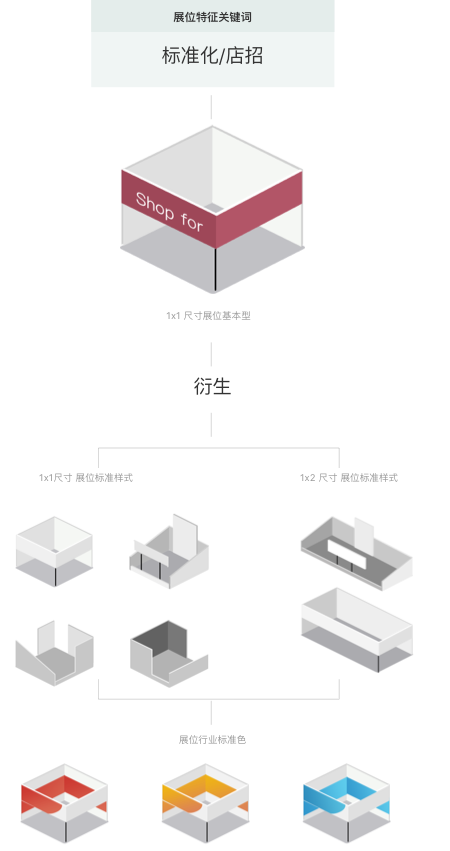 展位特征关键词
标准化/店招
Shop for
1x1 尺寸展位基本型
衍生
1x1尺寸 展位标准样式
1x2 尺寸 展位标准样式
展位行业标准色